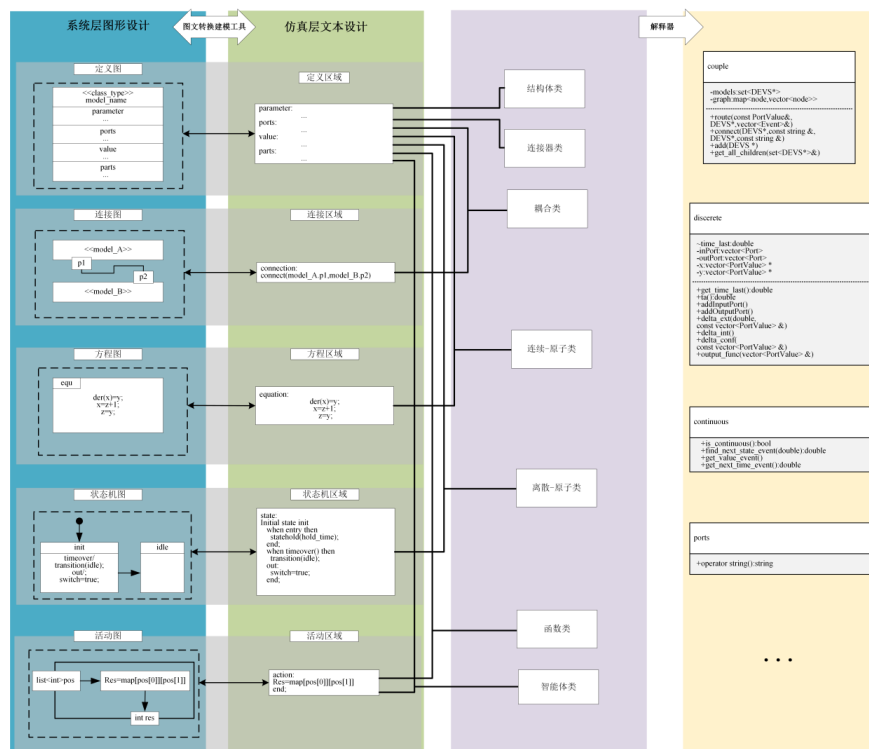 系统层图形设计
图文转换建模工具
仿真层文本设计
解释器
定义图
<<class_type>>
model_name
parameter
...
ports
...
value
...
parts
...
定义区域
parameter:
...
ports:
...
value:
...
parts:
...
连接图
<<model_A>>
p1
p2
<<model_B>>
连接区域
connection:
connect(model_A.p1,model_B.p2)
方程图
equ
der(x)=y;
x=z+1;
z=y;
方程区域
equation:
der(x)=y;
x=z+1;
z=y;
状态机图
init
timeover/
transition(idle);
out/;
switch=true;
idle
状态机区域
state:
Initial state init
when entry then
statehold(hold_time);
end;
when timeover() then
transition(idle);
out:
switch=true;
end;
活动图
list<int>pos
Res=map[pos[0]][pos[1]]
int res
活动区域
action:
Res=map[pos[0]][pos[1]]
end;
结构体类
连接器类
耦合类
连续-原子类
离散-原子类
函数类
智能体类
couple
-models:set<DEVS*>
-graph:map<node,vector<node>>
+route(const PortValue&,
DEVS*,vector<Event>&)
+connect(DEVS*,const string &,
DEVS*,const string &)
+add(DEVS *)
+get_all_children(set<DEVS*>&)
discerete
~time_last:double
-inPort:vector<Port>
-outPort:vector<Port>
-x:vector<PortValue> *
-y:vector<PortValue> *
+get_time_last():double
+ta():double
+addInputPort()
+addOutputPort()
+delta_ext(double,
const vector<PortValue> &)
+delta_int()
+delta_conf(
const vector<PortValue> &)
+output_func(vector<PortValue> &)
continuous
+is_continuous():bool
+find_next_state_event(double):double
+get_value_event()
+get_next_time_event():double
ports
+operator string():string
...